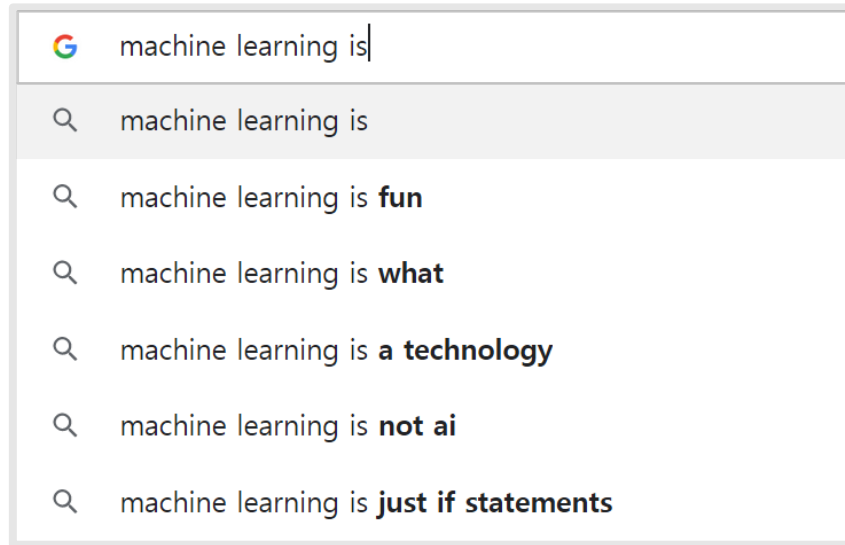 machine learning is
machine learning is
machine learning is fun
machine learning is what
machine learning is a technology
machine learning is not ai
machine learning is just if statements